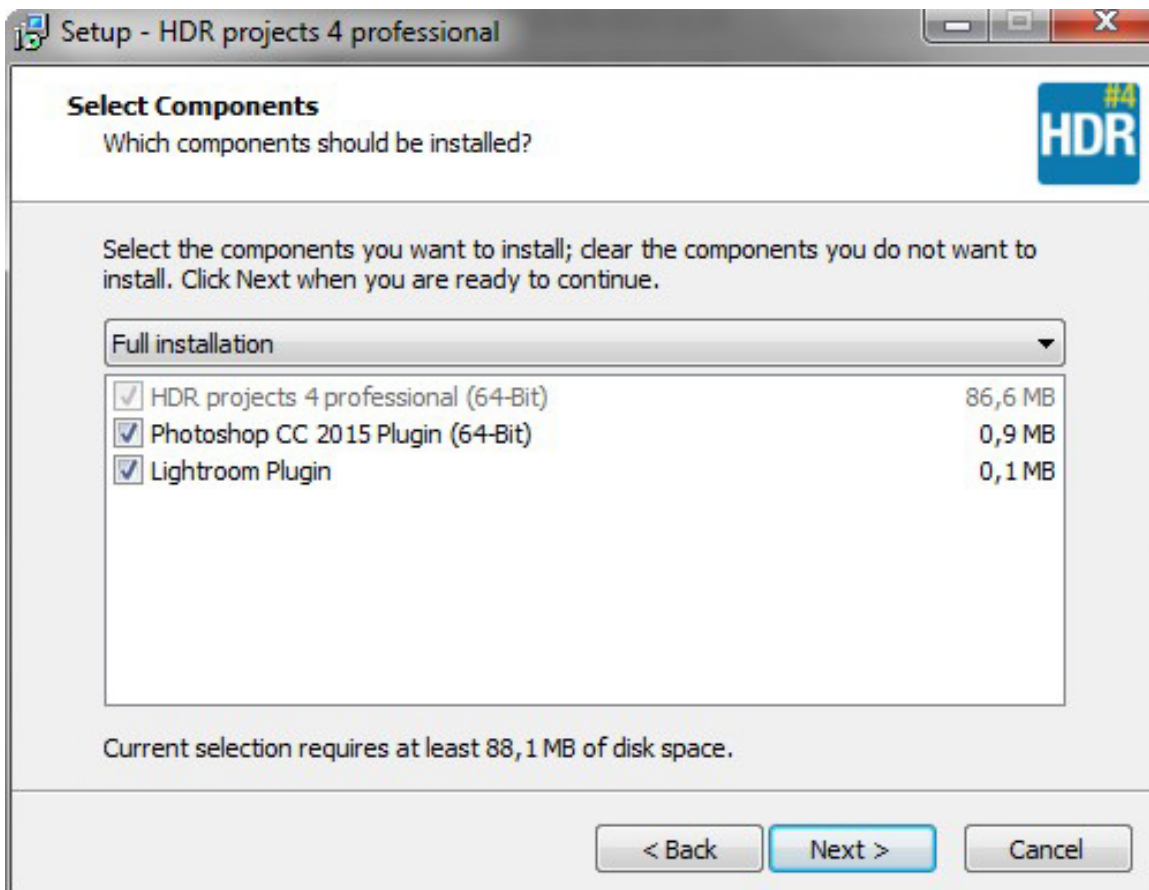 Setup - HDR projects 4 professional
Select Components
Which components should be installed?
#4
HDR
Select the components you want to install; clear the components you do not want to
install. Click Next when you are ready to continue.
Full installation
HDR projects 4 professional (64-Bit) 86,6 MB
Photoshop CC 2015 Plugin (64-Bit) 0,9 MB
Lightroom Plugin 0,1 MB
Current selection requires at least 88,1 MB of disk space.
< Back Next > Cancel